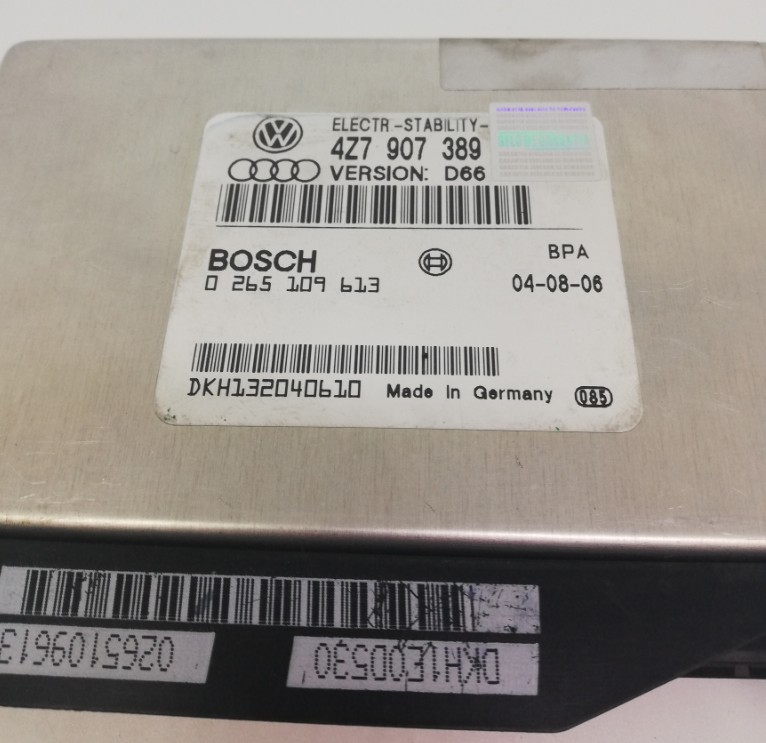 ELECTR-STABILITY-
4Z7 907 389
VERSION: D66
BOSCH
0 265 109 613
BPA
04-08-06
DKH132040610
Made in Germany
085
0265109613
DKH1E0D530